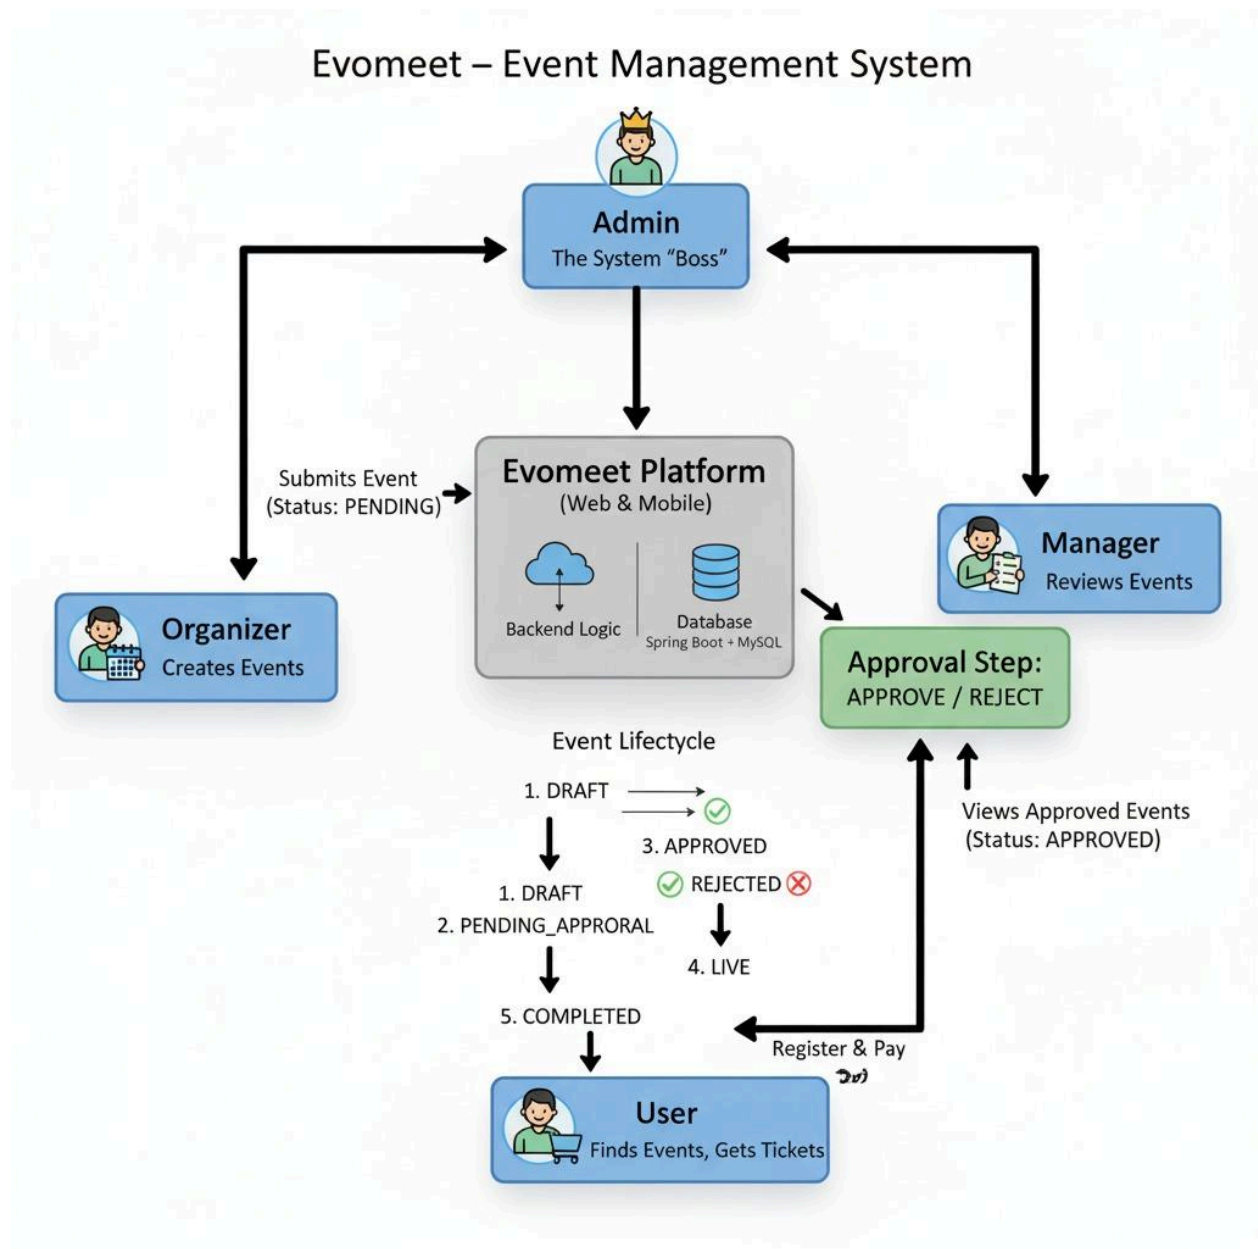 Evomeet – Event Management System
Admin
The System “Boss”
Submits Event
(Status: PENDING)
Evomeet Platform
(Web & Mobile)
Backend Logic
Database
Spring Boot + MySQL
Manager
Reviews Events
Organizer
Creates Events
Approval Step:
APPROVE / REJECT
Event Lifectycle
1. DRAFT
3. APPROVED
REJECTED
4. LIVE
1. DRAFT
2. PENDING_APPRORAL
5. COMPLETED
Views Approved Events
(Status: APPROVED)
Register & Pay
User
Finds Events, Gets Tickets